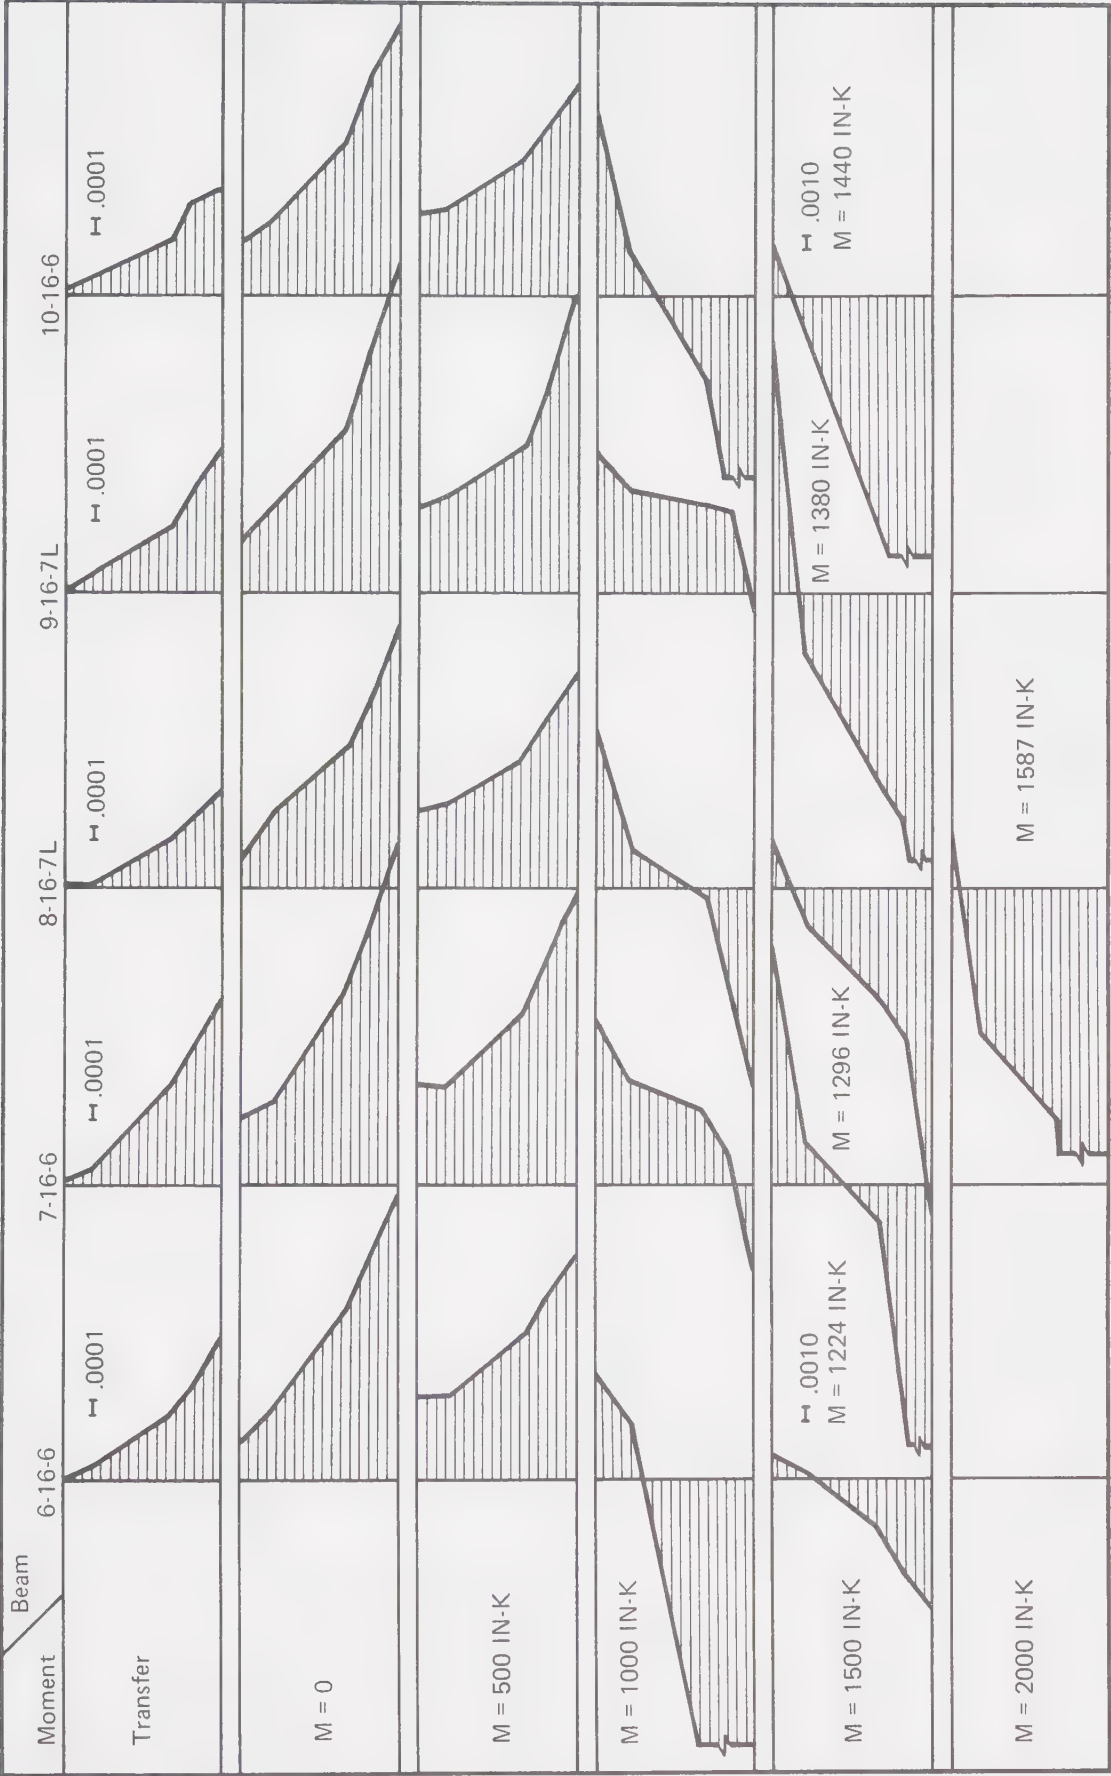 Moment
Beam
6-16-6
7-16-6
8-16-7L
9-16-7L
10-16-6
Transfer
.0001
.0001
.0001
.0001
.0001
M = 0
M = 500 IN-K
M = 1000 IN-K
M = 1500 IN-K
.0010
M = 1224 IN-K
M = 1296 IN-K
M = 1380 IN-K
.0010
M = 1440 IN-K
M = 2000 IN-K
M = 1587 IN-K